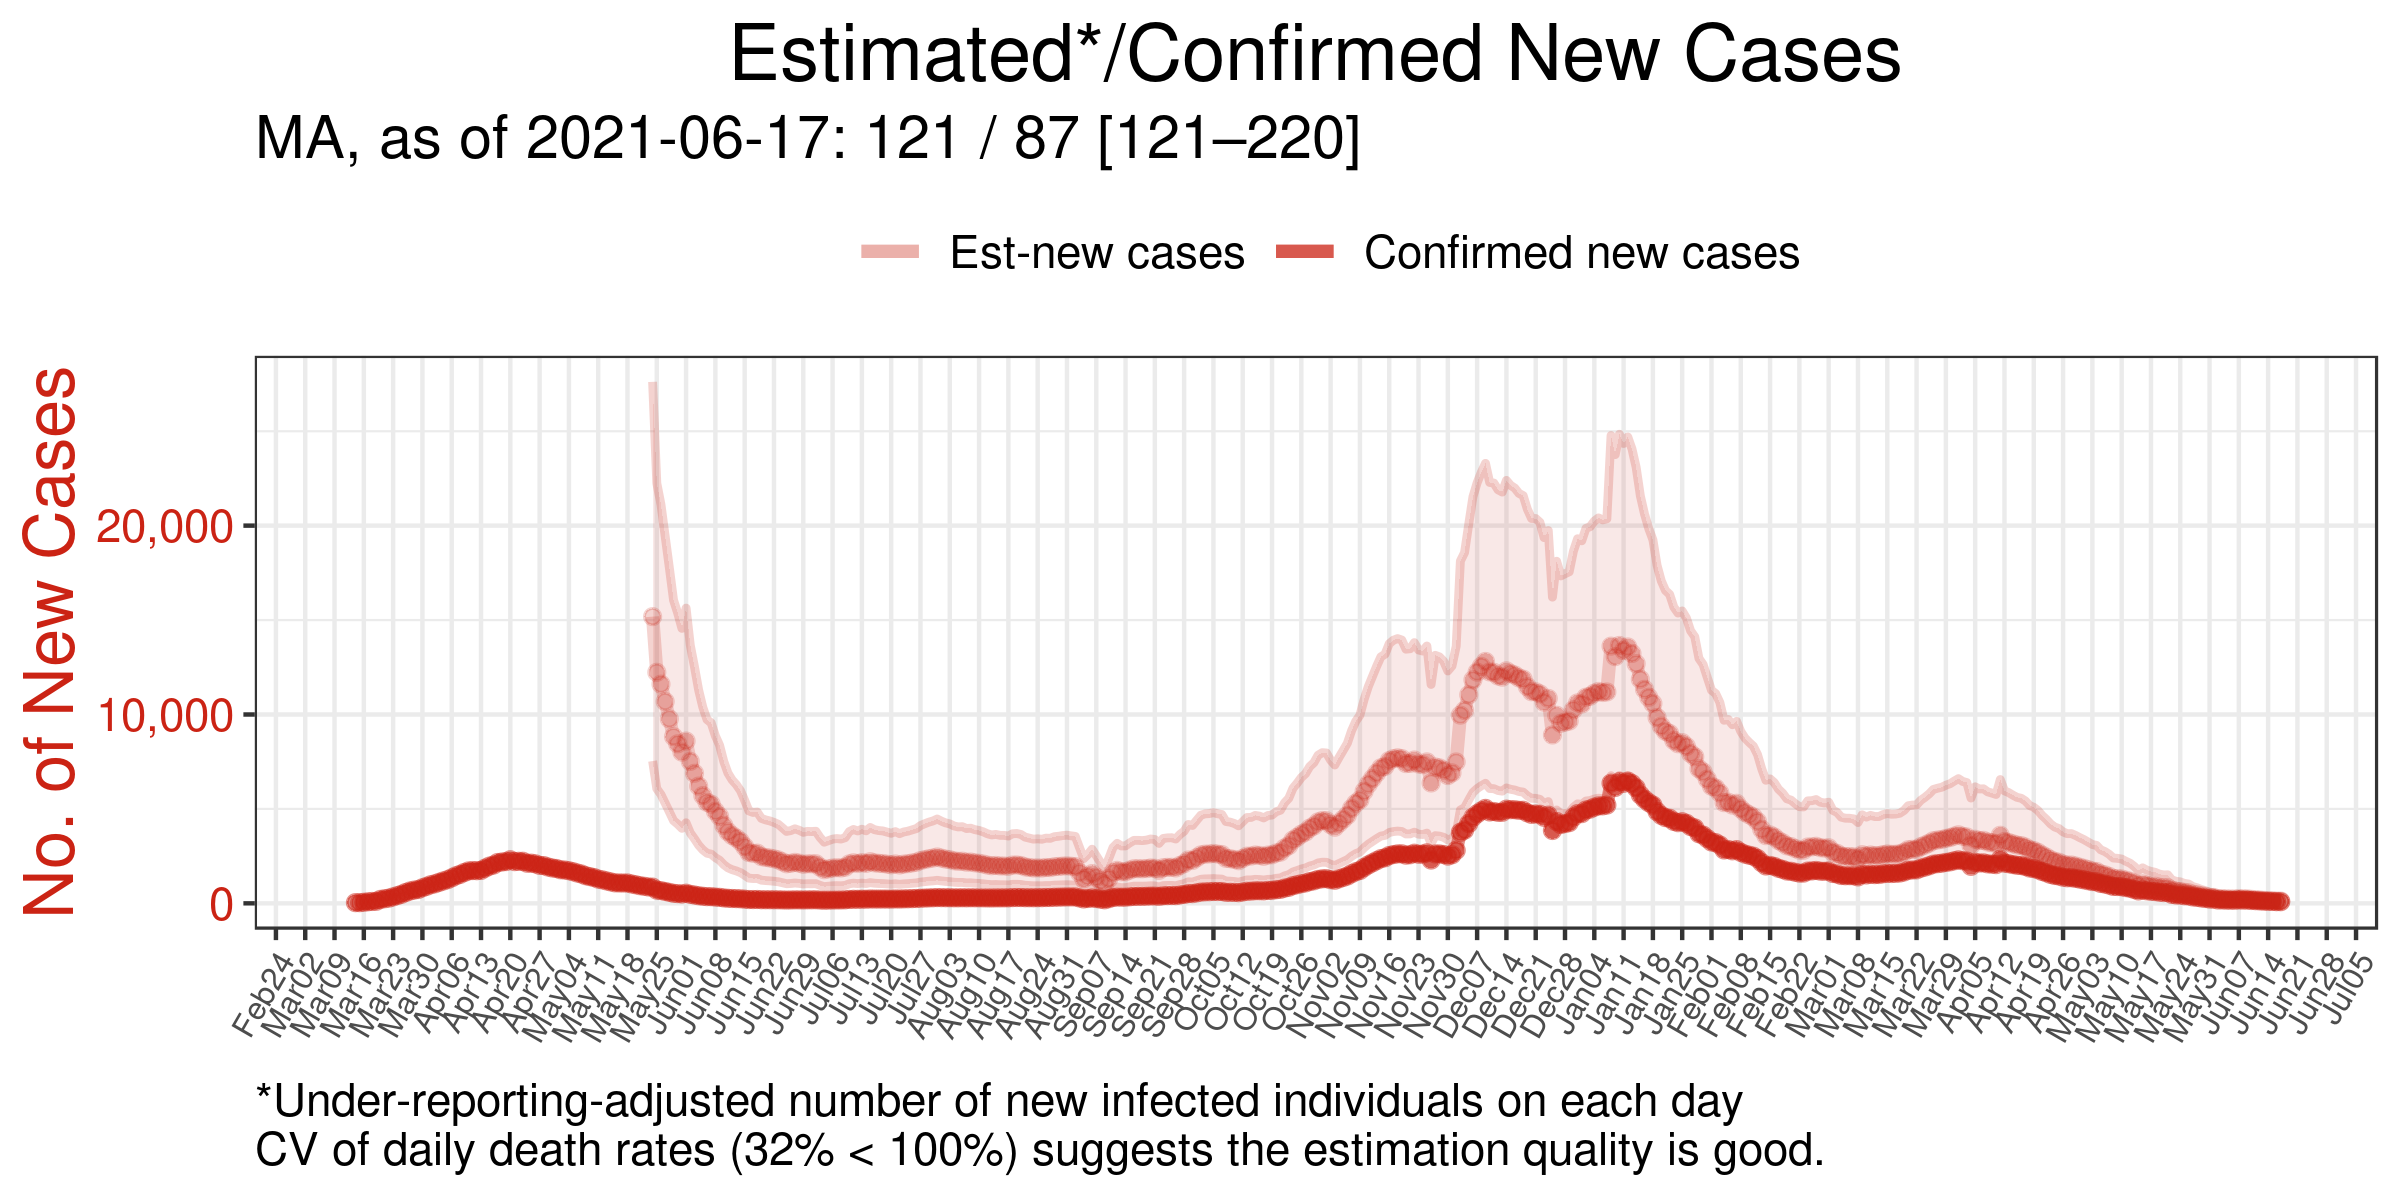 Estimated*/Confirmed New Cases
MA, as of 2021-06-17: 121 / 87 [121–220]
Est-new cases Confirmed new cases
No. of New Cases
20,000
10,000
0
Feb24 Mar02 Mar09 Mar16 Mar23 Mar30 Apr06 Apr13 Apr20 Apr27 May04 May11 May18 May25 Jun01 Jun08 Jun15 Jun22 Jun29 Jul06 Jul13 Jul20 Jul27 Aug03 Aug10 Aug17 Aug24 Aug31 Sep07 Sep14 Sep21 Sep28 Oct05 Oct12 Oct19 Oct26 Nov02 Nov09 Nov16 Nov23 Nov30 Dec07 Dec14 Dec21 Dec28 Jan04 Jan11 Jan18 Jan25 Feb01 Feb08 Feb15 Feb22 Mar01 Mar08 Mar15 Mar22 Mar29 Apr05 Apr12 Apr19 Apr26 May03 May10 May17 May24 May31 Jun07 Jun14 Jun21 Jun28 Jul05
*Under-reporting-adjusted number of new infected individuals on each day
CV of daily death rates (32% < 100%) suggests the estimation quality is good.